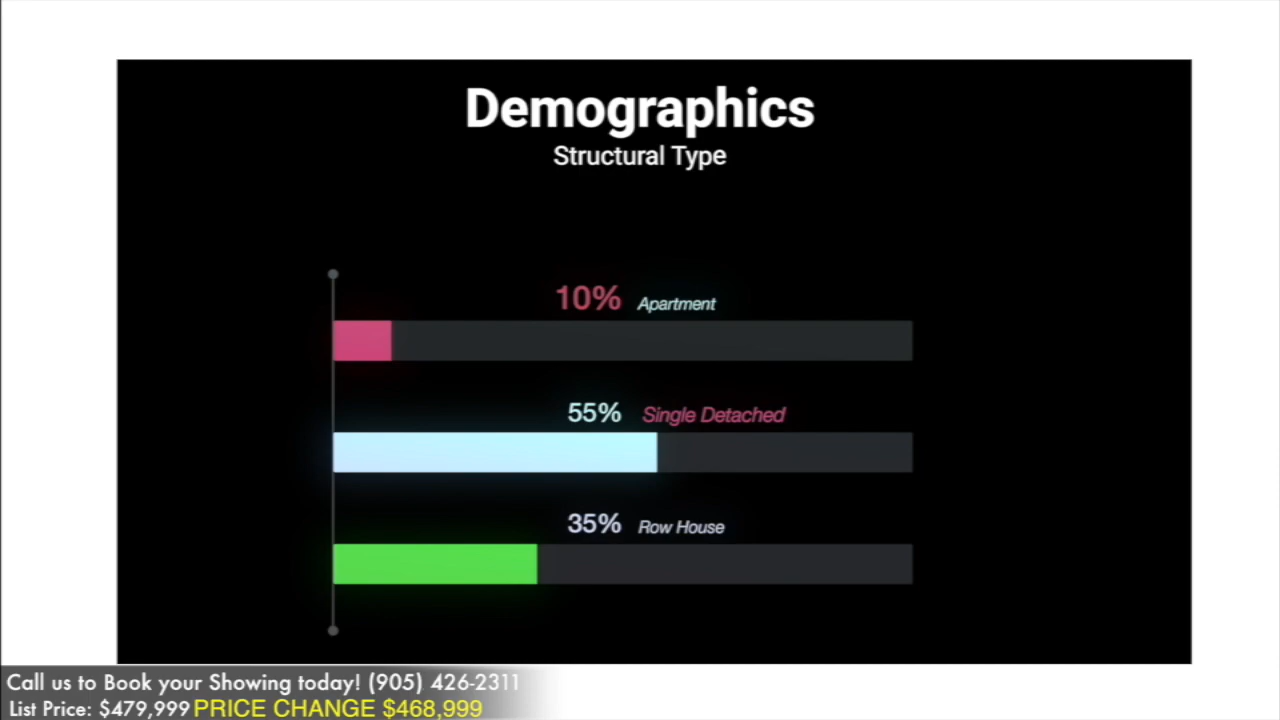 Demographics
Structural Type
10% Apartment
55% Single Detached
35% Row House
Call us to Book your Showing today! (905) 426-2311
List Price: $479,999 PRICE CHANGE $468,999